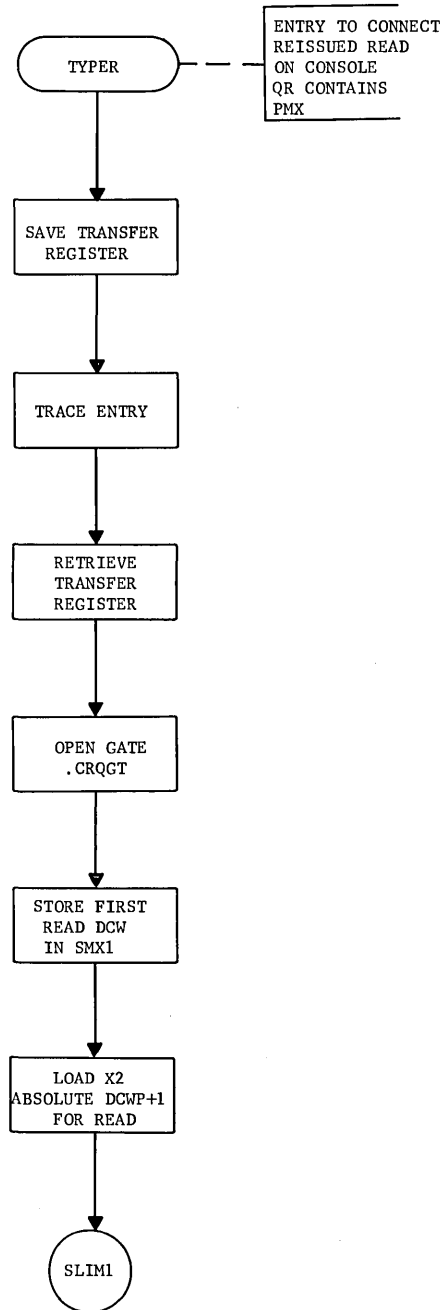 TYPER
ENTRY TO CONNECT
REISSUED READ
ON CONSOLE
QR CONTAINS
PMX
SAVE TRANSFER
REGISTER
TRACE ENTRY
RETRIEVE
TRANSFER
REGISTER
OPEN GATE
.CRQGT
STORE FIRST
READ DCW
IN SMX1
LOAD X2
ABSOLUTE DCWP+1
FOR READ
SLIM1